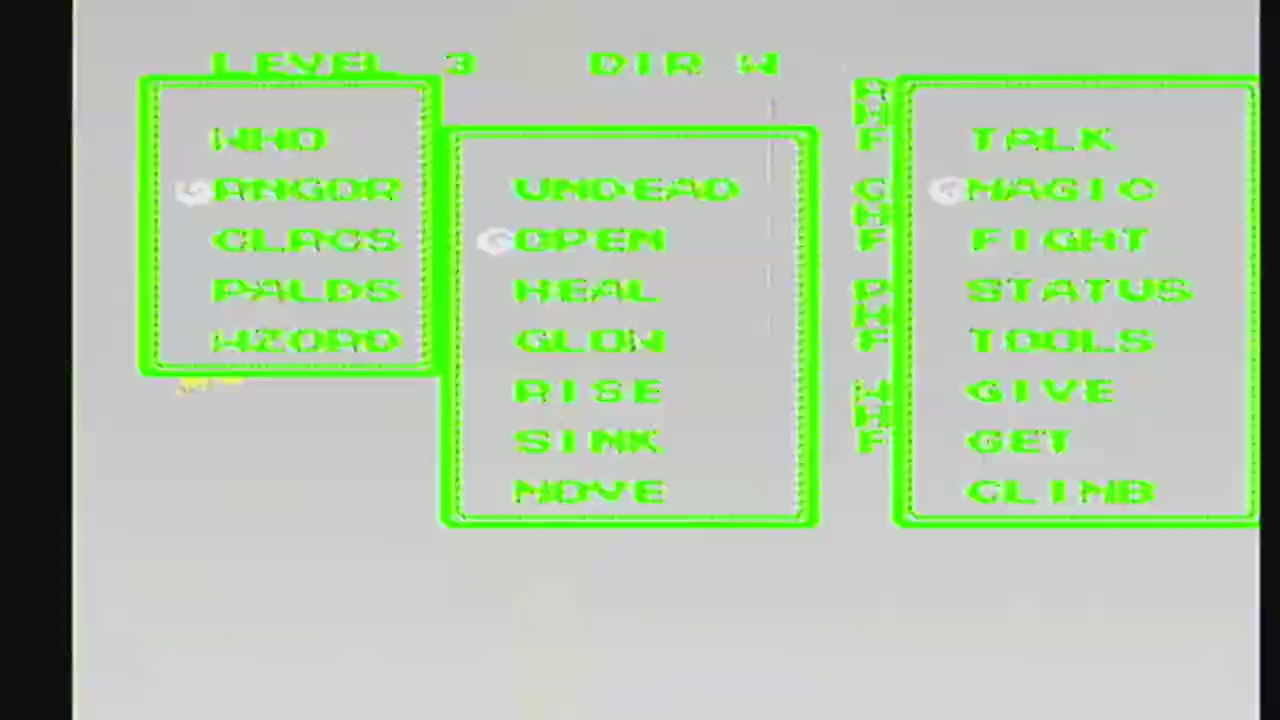 LEVEL 3 DIR W
WHO
ANGOR
CLACS
PALDS
WZORD
UNDEAD
OPEN
HEAL
GLOW
RISE
SINK
MOVE
TALK
MAGIC
FIGHT
STATUS
TOOLS
GIVE
GET
CLIMB